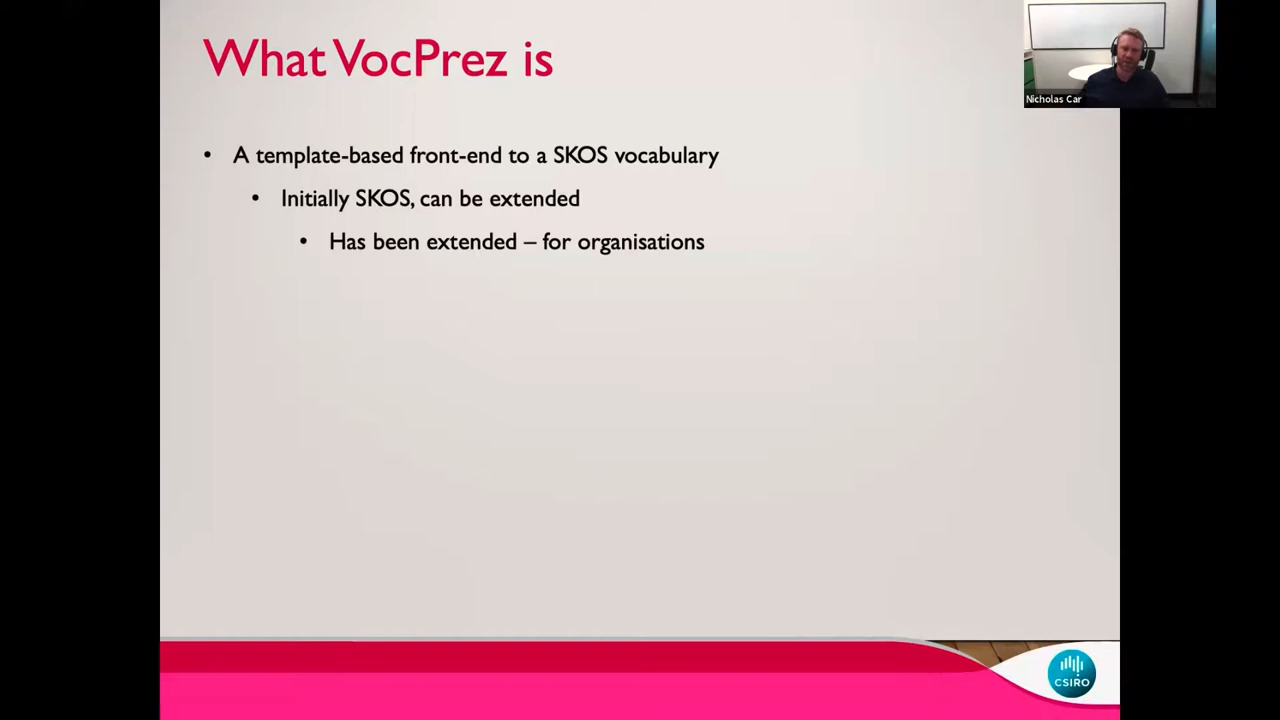 What VocPrez is
Nicholas Car
• A template-based front-end to a SKOS vocabulary
• Initially SKOS, can be extended
• Has been extended – for organisations
CSIRO